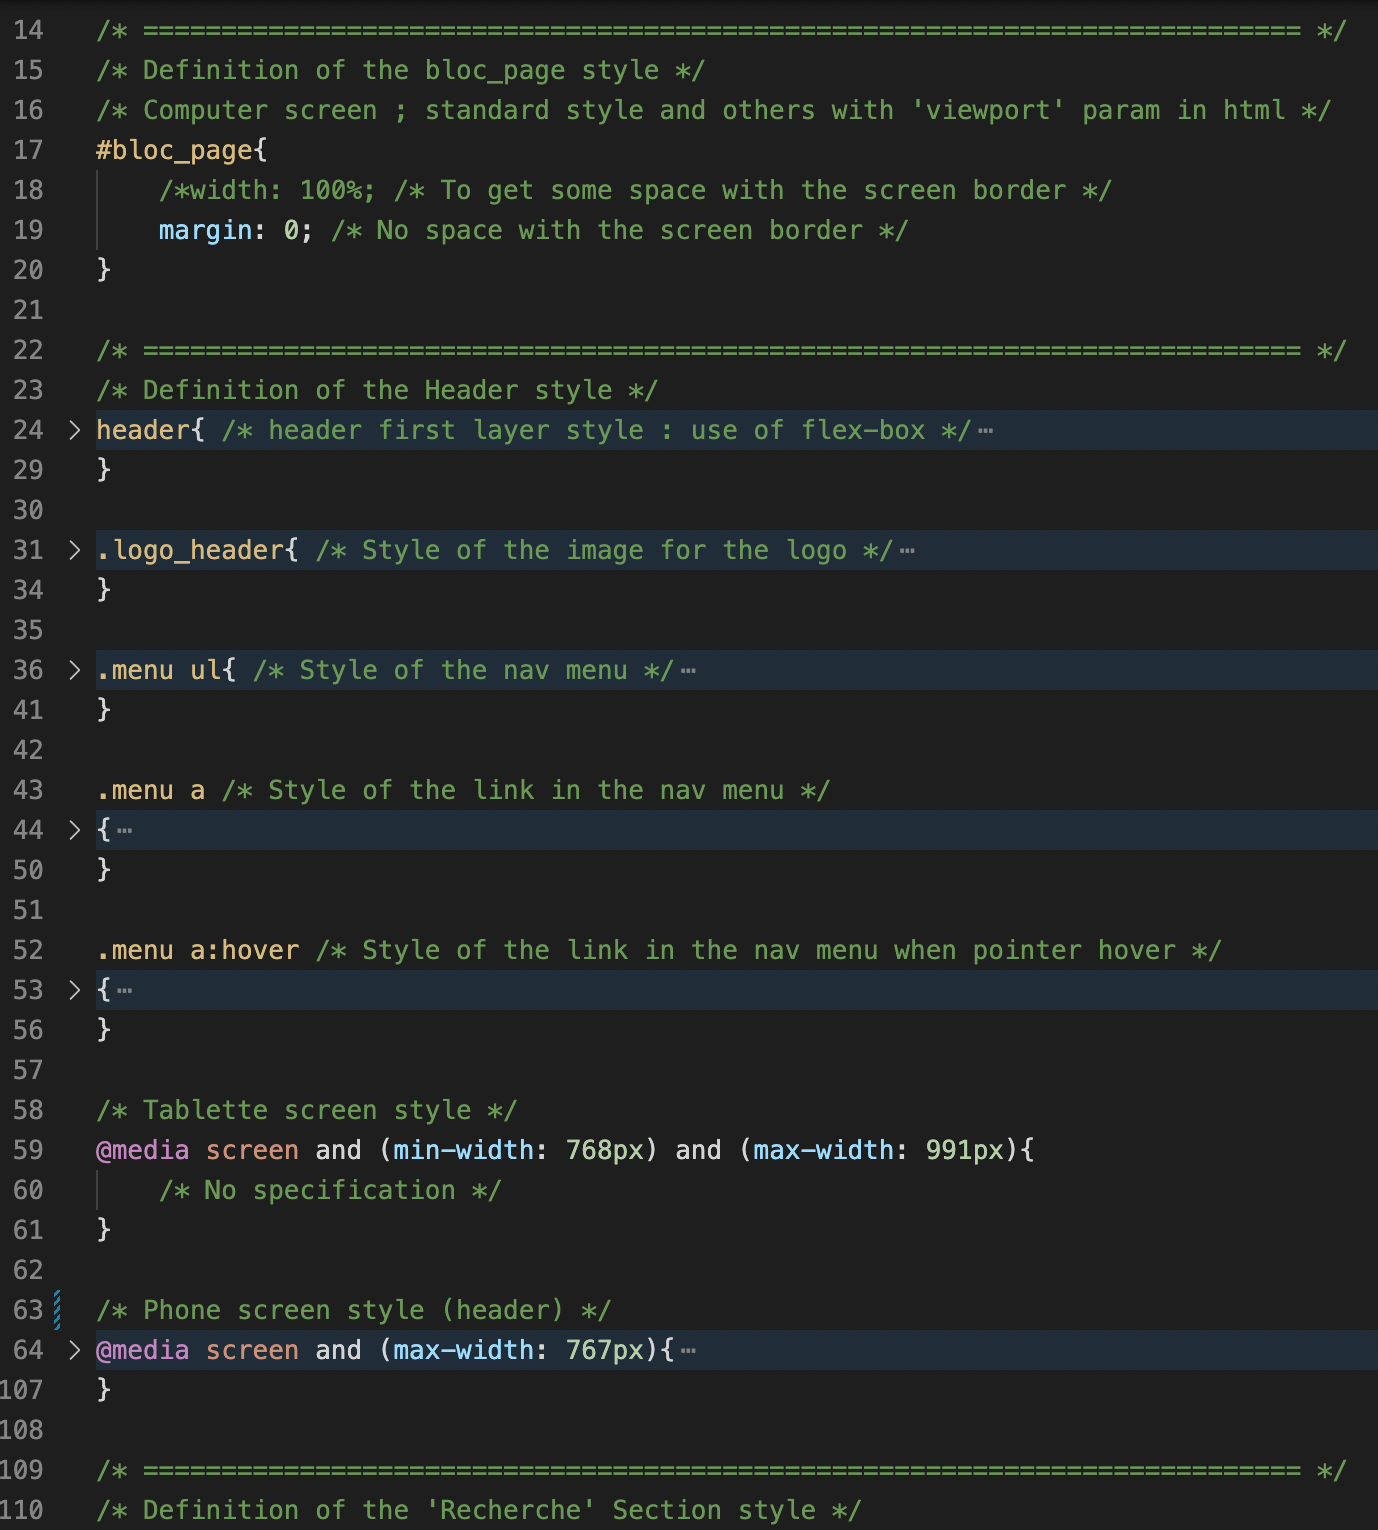 14 /* ========================================================================== */
15 /* Definition of the bloc_page style */
16 /* Computer screen ; standard style and others with 'viewport' param in html */
17 #bloc_page{
18 /*width: 100%; /* To get some space with the screen border */
19 margin: 0; /* No space with the screen border */
20 }
21
22 /* ========================================================================== */
23 /* Definition of the Header style */
24 > header{ /* header first layer style : use of flex-box */ ⋯
29 }
30
31 > .logo_header{ /* Style of the image for the logo */ ⋯
34 }
35
36 > .menu ul{ /* Style of the nav menu */ ⋯
41 }
42
43 .menu a /* Style of the link in the nav menu */
44 > { ⋯
50 }
51
52 .menu a:hover /* Style of the link in the nav menu when pointer hover */
53 > { ⋯
56 }
57
58 /* Tablette screen style */
59 @media screen and (min-width: 768px) and (max-width: 991px){
60 /* No specification */
61 }
62
63 /* Phone screen style (header) */
64 > @media screen and (max-width: 767px){ ⋯
107 }
108
109 /* ========================================================================== */
110 /* Definition of the 'Recherche' Section style */